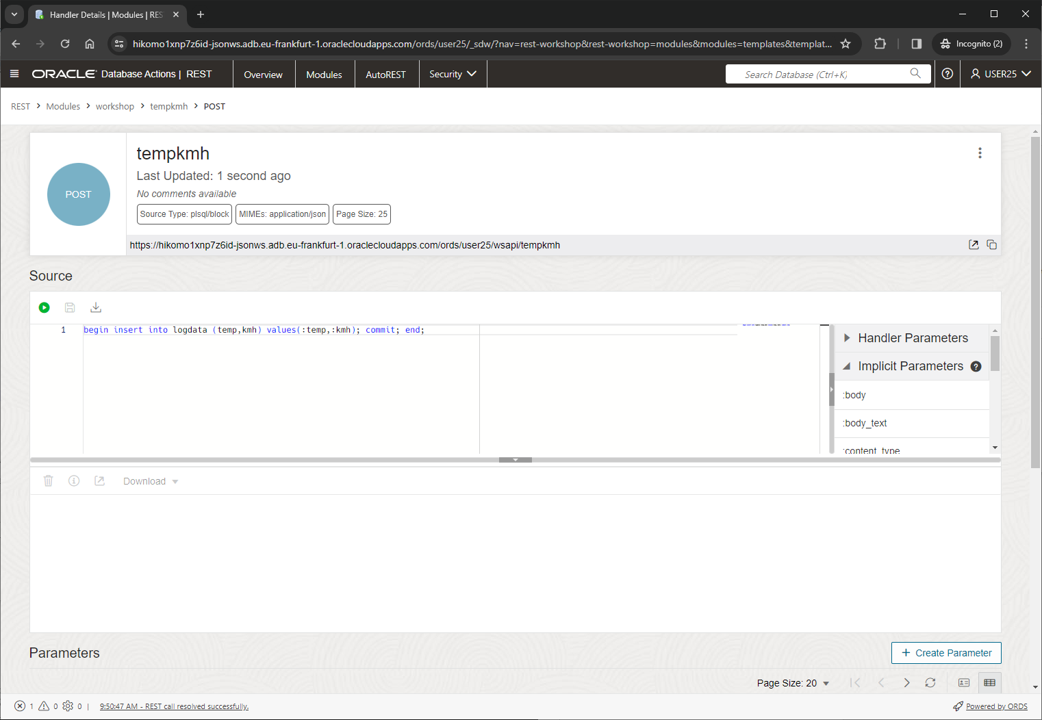 Handler Details | Modules | RES
hikomo1xnp7z6id-jsonws.adb.eu-frankfurt-1.oraclecloudapps.com/ords/user25/_sdw/?nav=rest-workshop&rest-workshop=modules&modules=templates&templat...
Incognito (2)
ORACLE Database Actions | REST
Overview
Modules
AutoREST
Security
Search Database (Ctrl+K)
USER25
REST > Modules > workshop > tempkmh > POST
POST
tempkmh
Last Updated: 1 second ago
No comments available
Source Type: plsql/block
MIMEs: application/json
Page Size: 25
https://hikomo1xnp7z6id-jsonws.adb.eu-frankfurt-1.oraclecloudapps.com/ords/user25/wsapi/tempkmh
Source
1 begin insert into logdata (temp,kmh) values(:temp,:kmh); commit; end;
Handler Parameters
Implicit Parameters
:body
:body_text
:content_type
Download
Parameters
+ Create Parameter
Page Size: 20
1 0 0 | 9:50:47 AM - REST call resolved successfully.
Powered by ORDS